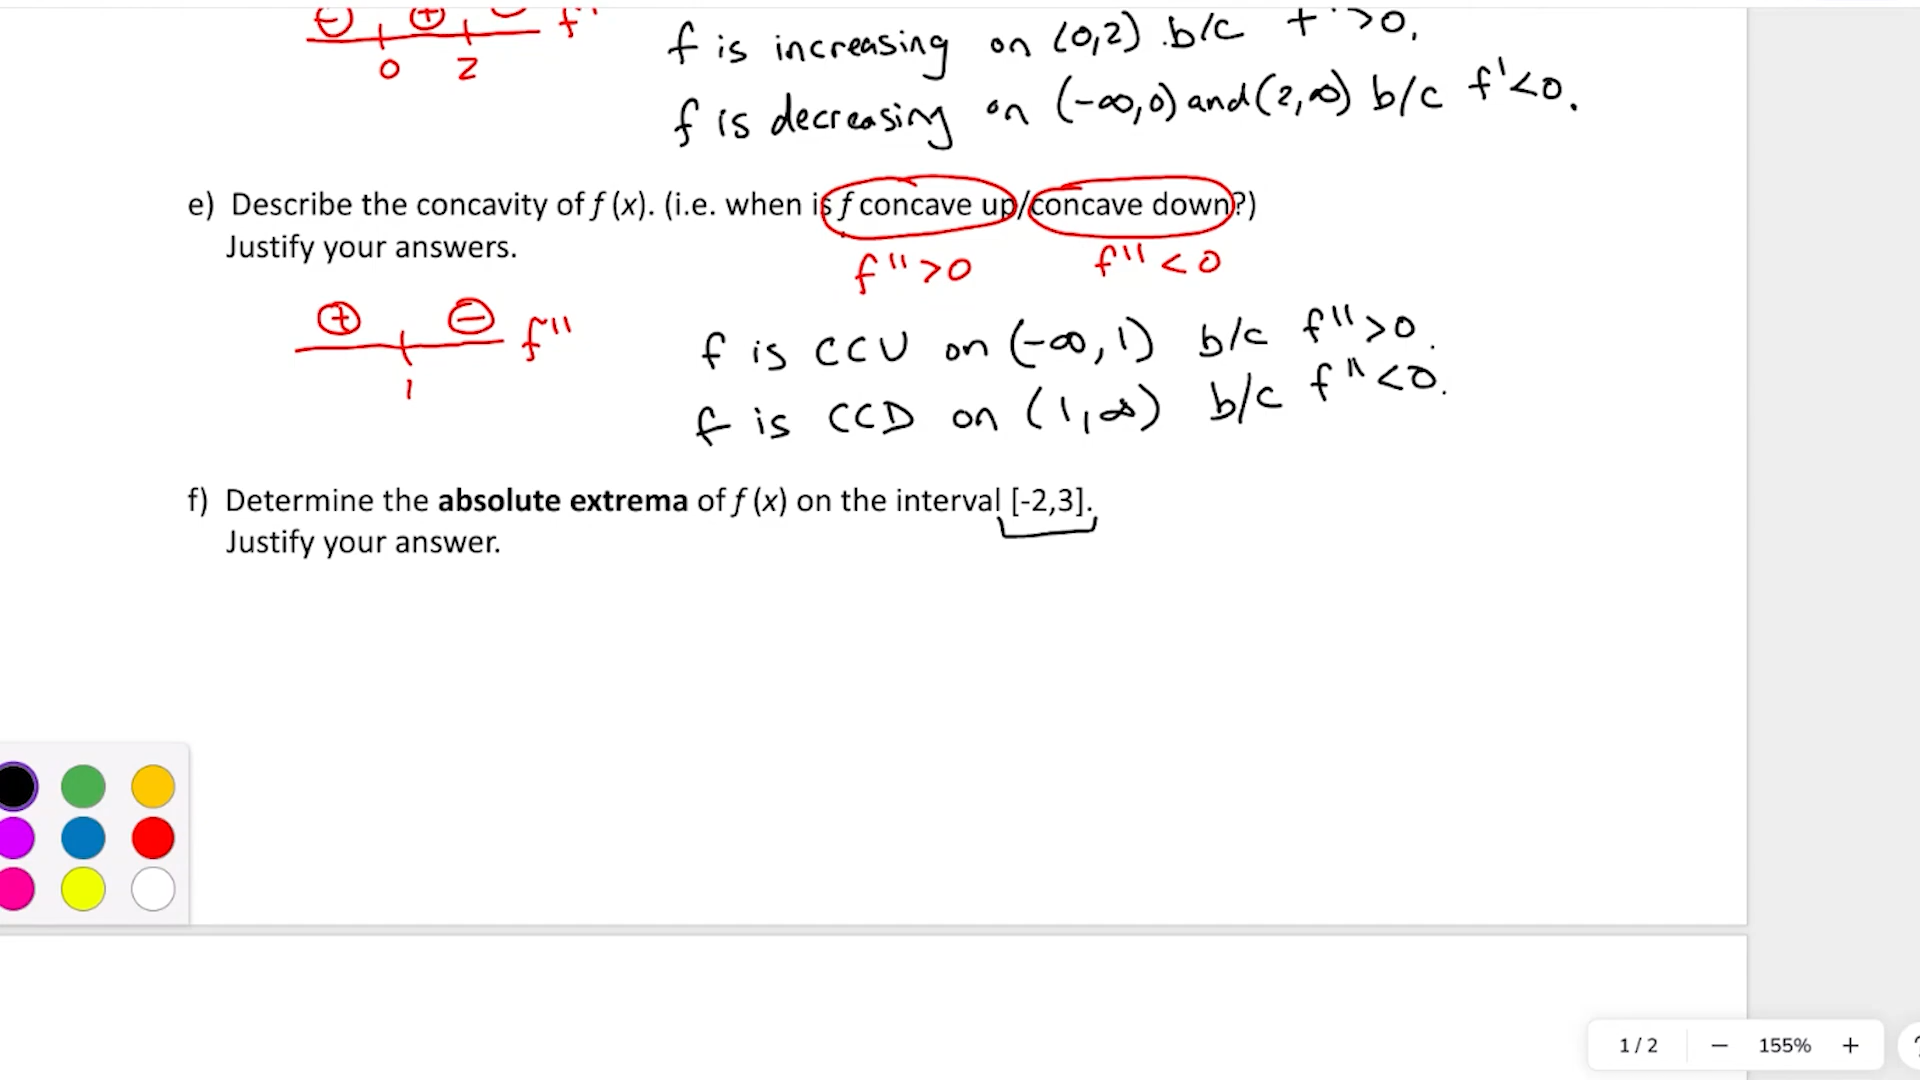 ⊖ ⊕ f'
0 2
f is increasing on (0,2) b/c f'>0.
f is decreasing on (-∞,0) and (2,∞) b/c f'<0.
e) Describe the concavity of f (x). (i.e. when is f concave up/concave down?)
Justify your answers.
f''>0 f''<0
⊕ ⊖ f''
1
f is CCU on (-∞,1) b/c f''>0.
f is CCD on (1,∞) b/c f''<0.
f) Determine the absolute extrema of f (x) on the interval [-2,3].
Justify your answer.
1 / 2 − 155% +